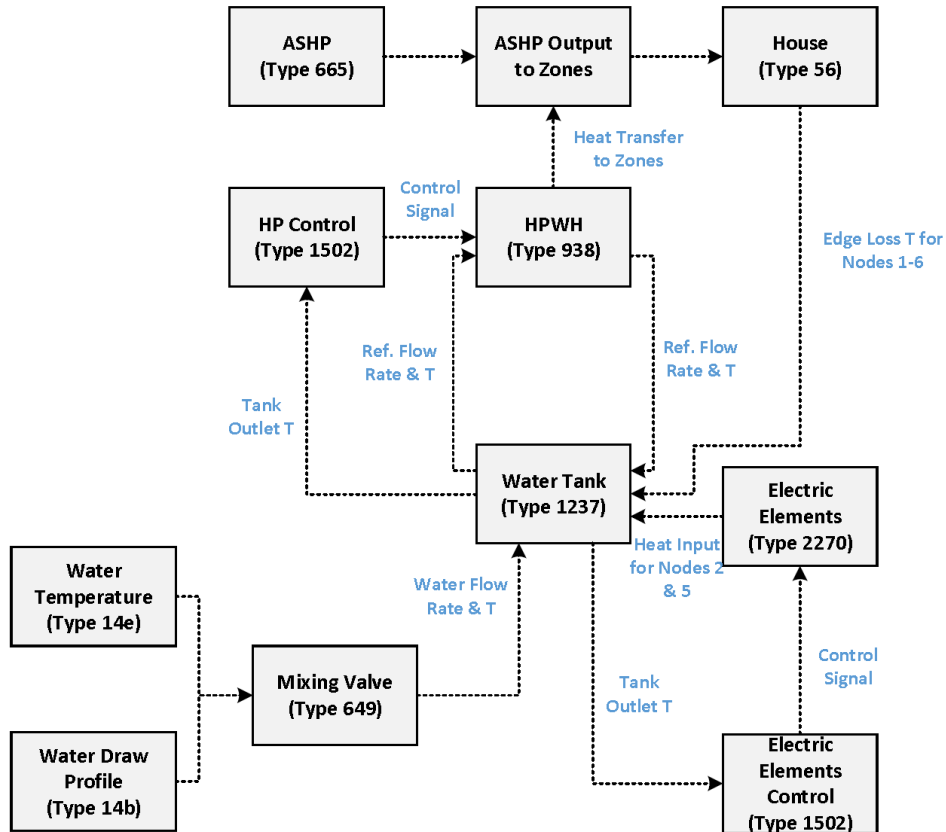 ASHP
(Type 665)
ASHP Output
to Zones
House
(Type 56)
Heat Transfer
to Zones
Control
Signal
HP Control
(Type 1502)
HPWH
(Type 938)
Edge Loss T for
Nodes 1-6
Ref. Flow
Rate & T
Ref. Flow
Rate & T
Tank
Outlet T
Water Tank
(Type 1237)
Electric
Elements
(Type 2270)
Heat Input
for Nodes 2
& 5
Water
Temperature
(Type 14e)
Water Flow
Rate & T
Mixing Valve
(Type 649)
Tank
Outlet T
Control
Signal
Water Draw
Profile
(Type 14b)
Electric
Elements
Control
(Type 1502)